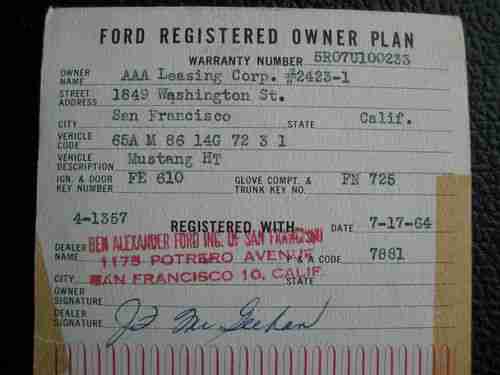 FORD REGISTERED OWNER PLAN
WARRANTY NUMBER 5R07U100233
OWNER NAME AAA Leasing Corp. #2423-1
STREET ADDRESS 1849 Washington St.
CITY San Francisco STATE Calif.
VEHICLE CODE 65A M 86 14G 72 3 1
VEHICLE DESCRIPTION Mustang HT
IGN. & DOOR KEY NUMBER FE 610 GLOVE COMPT. & TRUNK KEY NO. FN 725
4-1357 REGISTERED WITH DATE 7-17-64
DEALER NAME BEN ALEXANDER FORD INC. OF SAN FRANCISCO
1175 POTRERO AVENUE & A CODE 7881
CITY SAN FRANCISCO 10, CALIF. STATE
OWNER SIGNATURE
DEALER SIGNATURE